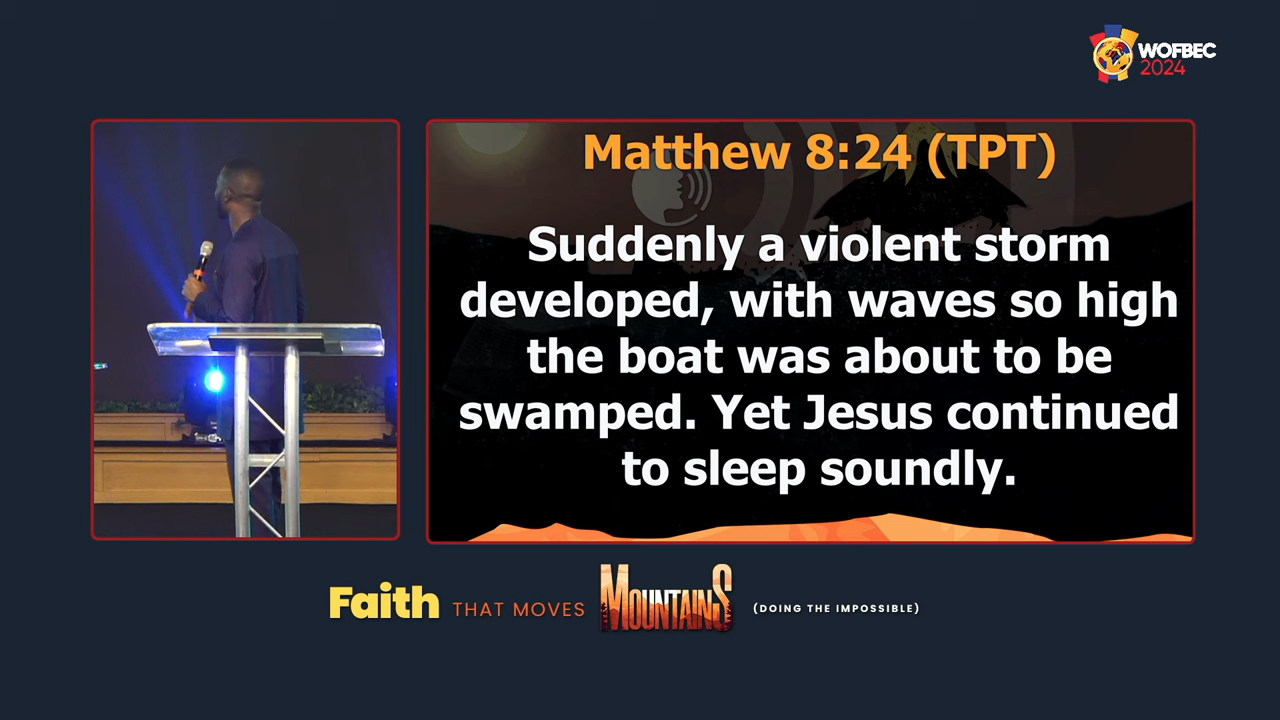 WOFBEC
2024
Matthew 8:24 (TPT)
Suddenly a violent storm
developed, with waves so high
the boat was about to be
swamped. Yet Jesus continued
to sleep soundly.
Faith THAT MOVES MOUNTAINS (DOING THE IMPOSSIBLE)